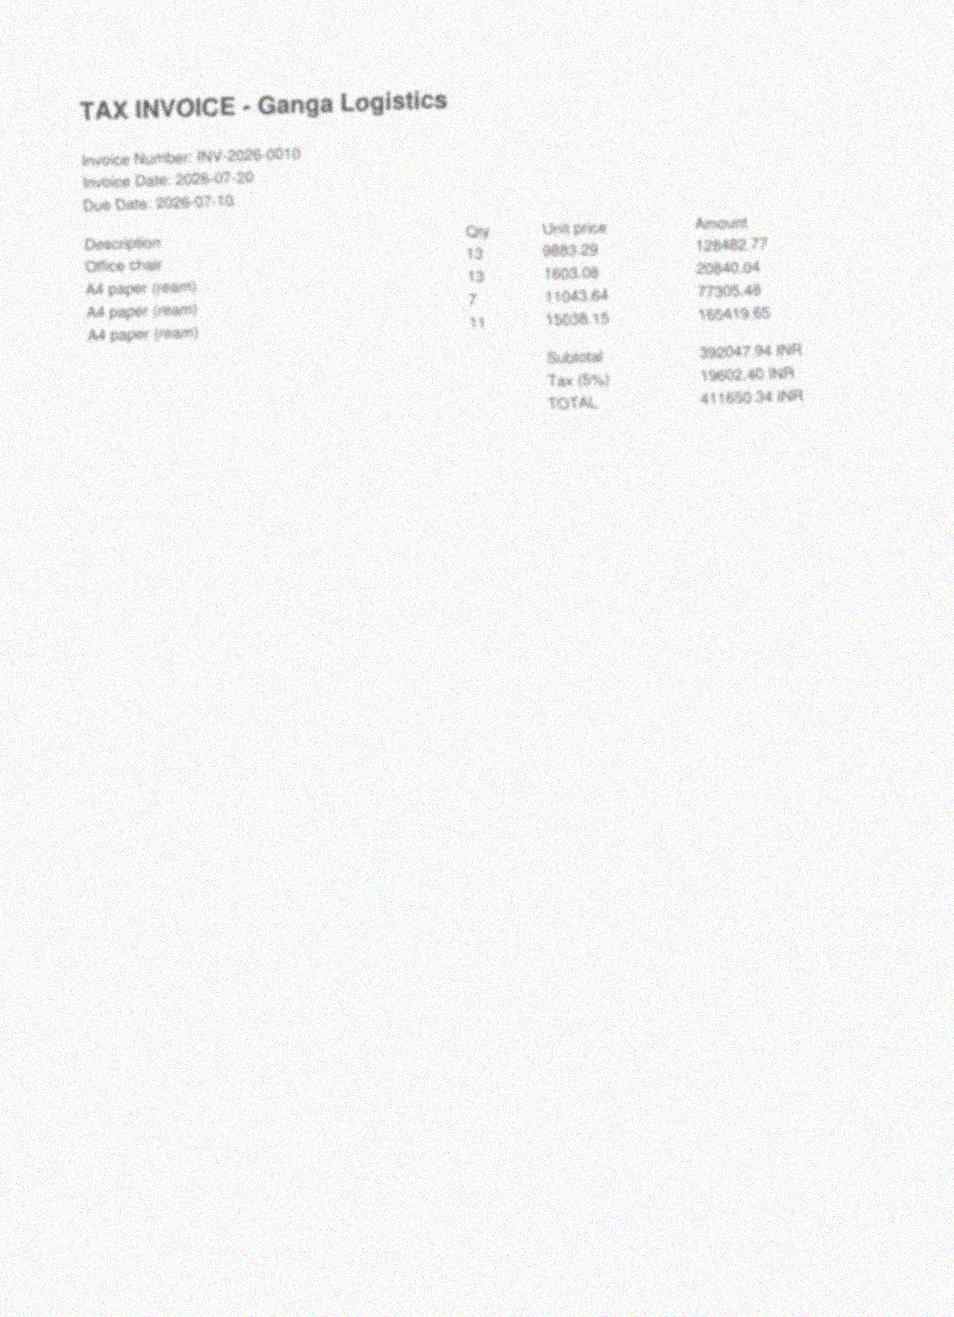 TAX INVOICE - Ganga Logistics
Invoice Number: INV-2026-0010
Invoice Date: 2026-07-20
Due Date: 2026-07-10
Description Qty Unit price Amount
Office chair 13 9883.29 128482.77
A4 paper (ream) 13 1603.08 20840.04
A4 paper (ream) 7 11043.64 77305.48
A4 paper (ream) 11 15038.15 165419.65
Subtotal 392047.94 INR
Tax (5%) 19602.40 INR
TOTAL 411650.34 INR